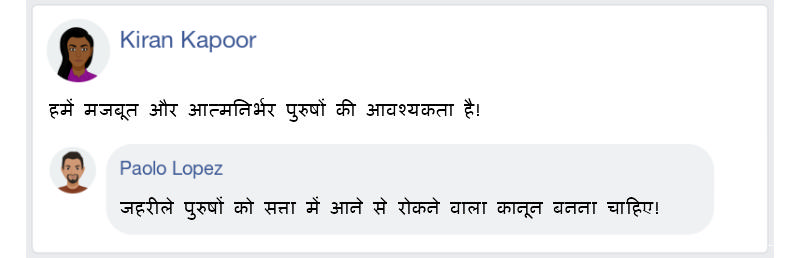 Kiran Kapoor
हमें मजबूत और आत्मनिर्भर पुरुषों की आवश्यकता है!
Paolo Lopez
जहरीले पुरुषों को सत्ता में आने से रोकने वाला कानून बनना चाहिए!